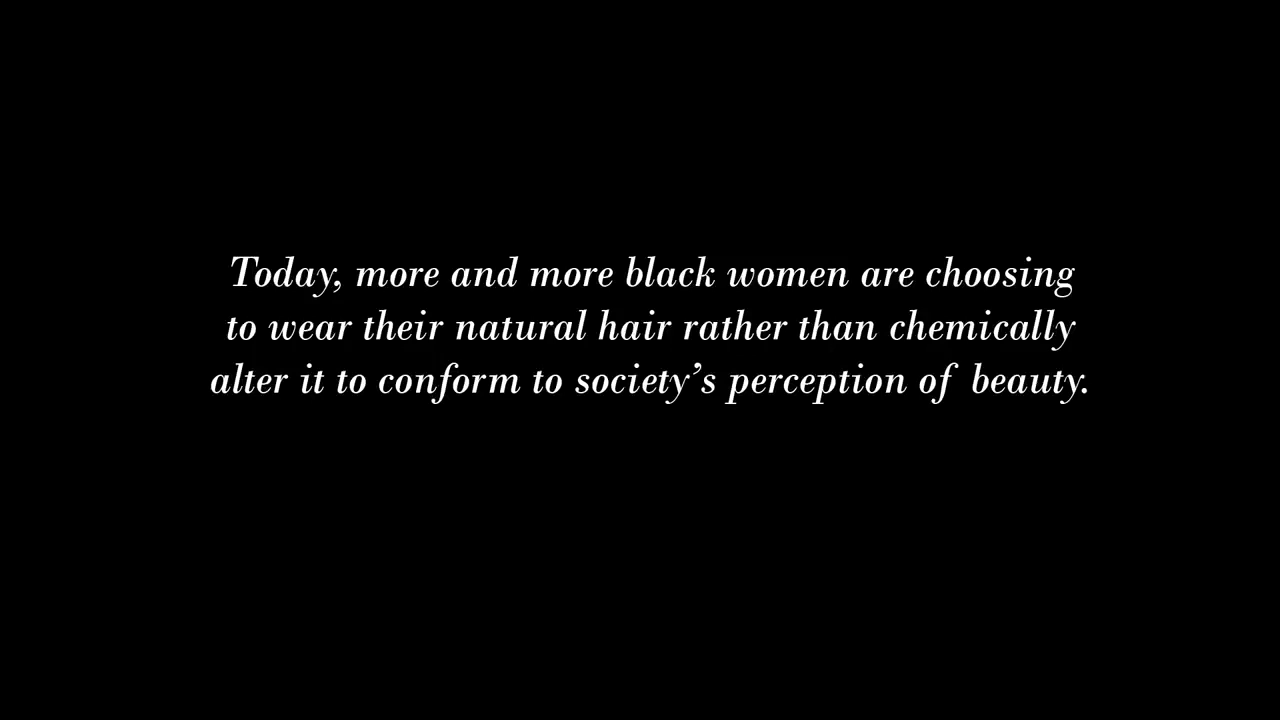 Today, more and more black women are choosing
to wear their natural hair rather than chemically
alter it to conform to society’s perception of beauty.